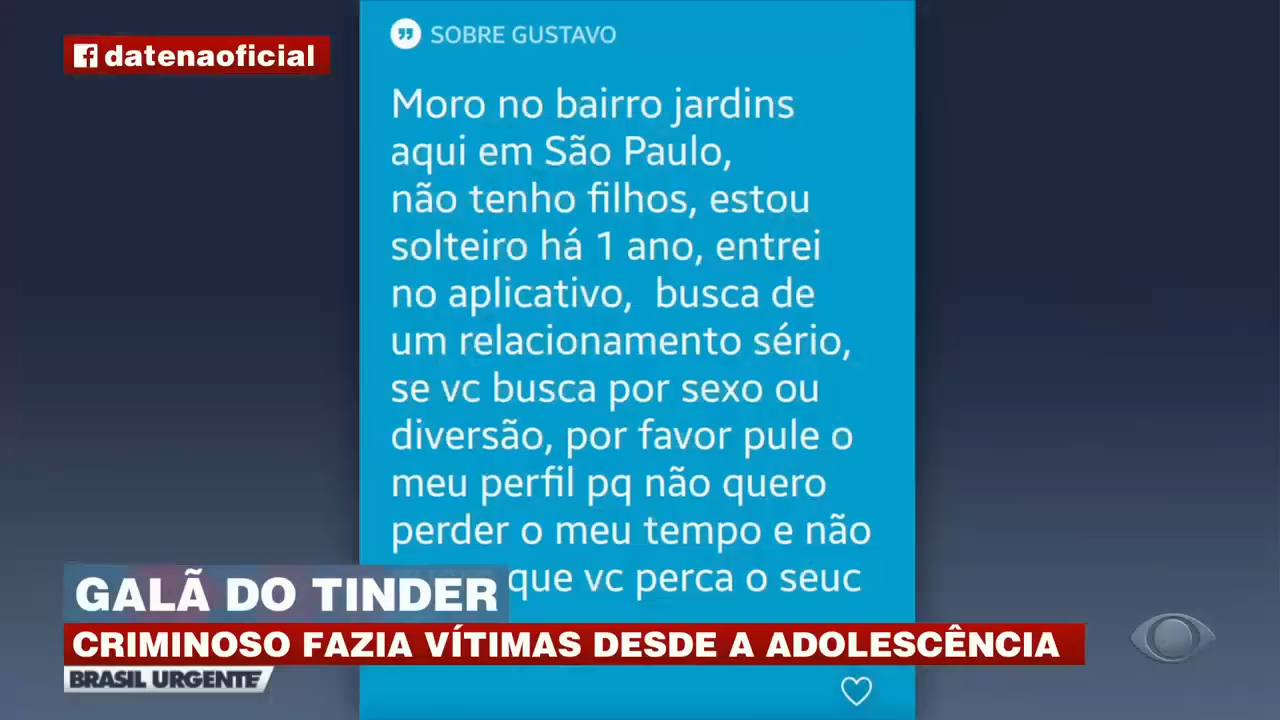 datenaoficial
SOBRE GUSTAVO
Moro no bairro jardins
aqui em São Paulo,
não tenho filhos, estou
solteiro há 1 ano, entrei
no aplicativo,  busca de
um relacionamento sério,
se vc busca por sexo ou
diversão, por favor pule o
meu perfil pq não quero
perder o meu tempo e não
que vc perca o seuc
GALÃ DO TINDER
CRIMINOSO FAZIA VÍTIMAS DESDE A ADOLESCÊNCIA
BRASIL URGENTE